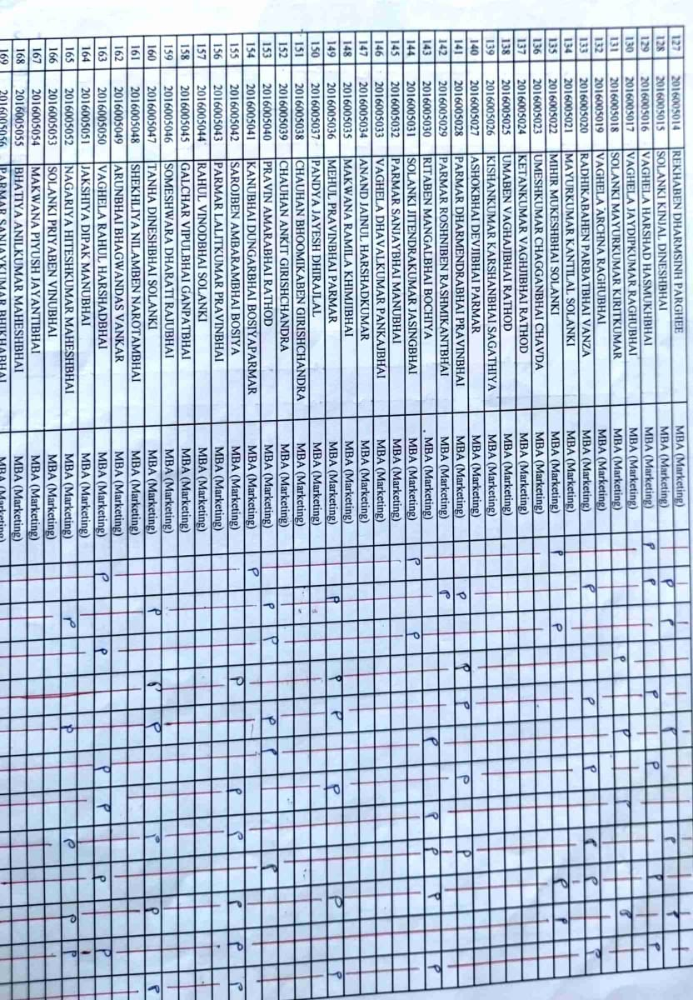 127 2016005014 REKHABEN DHARMSINH PARGHEE MBA (Marketing)
128 2016005015 SOLANKI KINJAL DINESHBHAI MBA (Marketing) P P P P P
129 2016005016 VAGHELA HARSHAD HASMUKHBHAI MBA (Marketing) P P P P P P
130 2016005017 VAGHELA JAYDIPKUMAR RAGHUBHAI MBA (Marketing)
131 2016005018 SOLANKI MAYURKUMAR KIRITKUMAR MBA (Marketing) P P P P
132 2016005019 VAGHELA ARCHNA RAGHUBHAI MBA (Marketing)
133 2016005020 RADHIKABAHEN PARBATBHAI VANZA MBA (Marketing) P P P P P P
134 2016005021 MAYURKUMAR KANTILAL SOLANKI MBA (Marketing)
135 2016005022 MIHIR MUKESHBHAI SOLANKI MBA (Marketing) P P P P
136 2016005023 UMESHKUMAR CHAGGANBHAI CHAVDA MBA (Marketing)
137 2016005024 KETANKUMAR VAGHJIBHAI RATHOD MBA (Marketing)
138 2016005025 UMABEN VAGHAJIBHAI RATHOD MBA (Marketing)
139 2016005026 KISHANKUMAR KARSHANBHAI SAGATHIYA MBA (Marketing)
140 2016005027 ASHOKBHAI DEVJIBHAI PARMAR MBA (Marketing)
141 2016005028 PARMAR DHARMENDRABHAI PRAVINBHAI MBA (Marketing) P P P P P
142 2016005029 PARMAR ROSHNIBEN RASHMIKANTBHAI MBA (Marketing) P
143 2016005030 RITABEN MANGALBHAI BOCHIYA MBA (Marketing) P P P P P
144 2016005031 SOLANKI JITENDRAKUMAR JASINGBHAI MBA (Marketing) P P
145 2016005032 PARMAR SANJAYBHAI MANUBHAI MBA (Marketing)
146 2016005033 VAGHELA DHAVALKUMAR PANKAJBHAI MBA (Marketing)
147 2016005034 ANAND JAINUL HARSHADKUMAR MBA (Marketing)
148 2016005035 MAKWANA RAMILA KHIMJIBHAI MBA (Marketing)
149 2016005036 MEHUL PRAVINBHAI PARMAR MBA (Marketing) P P P P P P
150 2016005037 PANDYA JAYESH DHIRAJLAL MBA (Marketing)
151 2016005038 CHAUHAN BHOOMIKABEN GIRISHCHANDRA MBA (Marketing)
152 2016005039 CHAUHAN ANKIT GIRISHCHANDRA MBA (Marketing)
153 2016005040 PRAVIN AMARABHAI RATHOD MBA (Marketing) P P P P P
154 2016005041 KANUBHAI DUNGARBHAI BOSIYAPARMAR MBA (Marketing) P
155 2016005042 SAROJBEN AMBARAMBHAI BOSIYA MBA (Marketing) P P P P P P
156 2016005043 PARMAR LALITKUMAR PRAVINBHAI MBA (Marketing)
157 2016005044 RAHUL VINODBHAI SOLANKI MBA (Marketing)
158 2016005045 GALCHAR VIPULBHAI GANPATBHAI MBA (Marketing)
159 2016005046 SOMESHWARA DHARATI RAJUBHAI MBA (Marketing)
160 2016005047 TANHA DINESHBHAI SOLANKI MBA (Marketing) P P P P P P
161 2016005048 SHEKHLIYA NILAMBEN NAROTAMBHAI MBA (Marketing)
162 2016005049 ARUNBHAI BHAGWANDAS VANKAR MBA (Marketing)
163 2016005050 VAGHELA RAHUL HARSHADBHAI MBA (Marketing) P P P P P P
164 2016005051 JAKSHIYA DIPAK MANUBHAI MBA (Marketing)
165 2016005052 NAGARIYA HITESHKUMAR MAHESHBHAI MBA (Marketing) P P P P P
166 2016005053 SOLANKI PRIYABEN VINUBHAI MBA (Marketing)
167 2016005054 MAKWANA PIYUSH JAYANTIBHAI MBA (Marketing)
168 2016005055 BHATIYA ANILKUMAR MAHESHBHAI MBA (Marketing)
169 2016005056 PARMAR SANJAYKUMAR BHIKHABHAI MBA (Marketing)